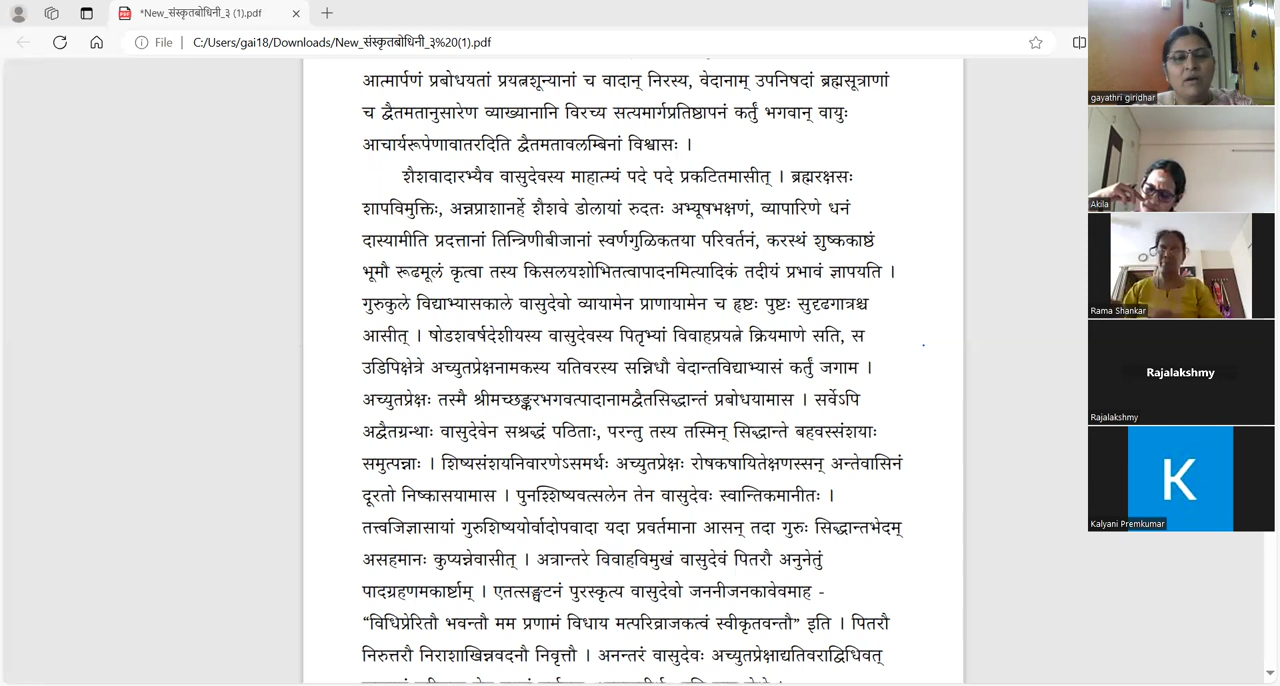 *New_संस्कृतबोधिनी_३ (1).pdf
File | C:/Users/gai18/Downloads/New_संस्कृतबोधिनी_३%20(1).pdf
आत्मार्पणं प्रबोधयतां प्रयत्नशून्यानां च वादान् निरस्य, वेदानाम् उपनिषदां ब्रह्मसूत्राणां
च द्वैतमतानुसारेण व्याख्यानानि विरच्य सत्यमार्गप्रतिष्ठापनं कर्तुं भगवान् वायुः
आचार्यरूपेणावातरदिति द्वैतमतावलम्बिनां विश्वासः ।
शैशवादारभ्यैव वासुदेवस्य माहात्म्यं पदे पदे प्रकटितमासीत् । ब्रह्मरक्षसः
शापविमुक्तिः, अन्नप्राशानर्हे शैशवे डोलायां रुदतः अभ्यूषभक्षणं, व्यापारिणे धनं
दास्यामीति प्रदत्तानां तिन्त्रिणीबीजानां स्वर्णगुळिकतया परिवर्तनं, करस्थं शुष्ककाष्ठं
भूमौ रूढमूलं कृत्वा तस्य किसलयशोभितत्वापादनमित्यादिकं तदीयं प्रभावं ज्ञापयति ।
गुरुकुले विद्याभ्यासकाले वासुदेवो व्यायामेन प्राणायामेन च हृष्टः पुष्टः सुदृढगात्रश्च
आसीत् । षोडशवर्षदेशीयस्य वासुदेवस्य पितृभ्यां विवाहप्रयत्ने क्रियमाणे सति, स
उडिपिक्षेत्रे अच्युतप्रेक्षनामकस्य यतिवरस्य सन्निधौ वेदान्तविद्याभ्यासं कर्तुं जगाम ।
अच्युतप्रेक्षः तस्मै श्रीमच्छङ्करभगवत्पादानामद्वैतसिद्धान्तं प्रबोधयामास । सर्वेऽपि
अद्वैतग्रन्थाः वासुदेवेन सश्रद्धं पठिताः, परन्तु तस्य तस्मिन् सिद्धान्ते बहवस्संशयाः
समुत्पन्नाः । शिष्यसंशयनिवारणेऽसमर्थः अच्युतप्रेक्षः रोषकषायितेक्षणस्सन् अन्तेवासिनं
दूरतो निष्कासयामास । पुनश्शिष्यवत्सलेन तेन वासुदेवः स्वान्तिकमानीतः ।
तत्त्वजिज्ञासायां गुरुशिष्ययोर्वादोपवादा यदा प्रवर्तमाना आसन् तदा गुरुः सिद्धान्तभेदम्
असहमानः कुप्यन्नेवासीत् । अत्रान्तरे विवाहविमुखं वासुदेवं पितरौ अनुनेतुं
पादग्रहणमकार्ष्टाम् । एतत्सङ्घटनं पुरस्कृत्य वासुदेवो जननीजनकावेवमाह -
“विधिप्रेरितौ भवन्तौ मम प्रणामं विधाय मत्परिव्राजकत्वं स्वीकृतवन्तौ” इति । पितरौ
निरुत्तरौ निराशाखिन्नवदनौ निवृत्तौ । अनन्तरं वासुदेवः अच्युतप्रेक्षाद्यतिवराद्विधिवत्
gayathri giridhar
Akila
Rama Shankar
Rajalakshmy
Rajalakshmy
K
Kalyani Premkumar